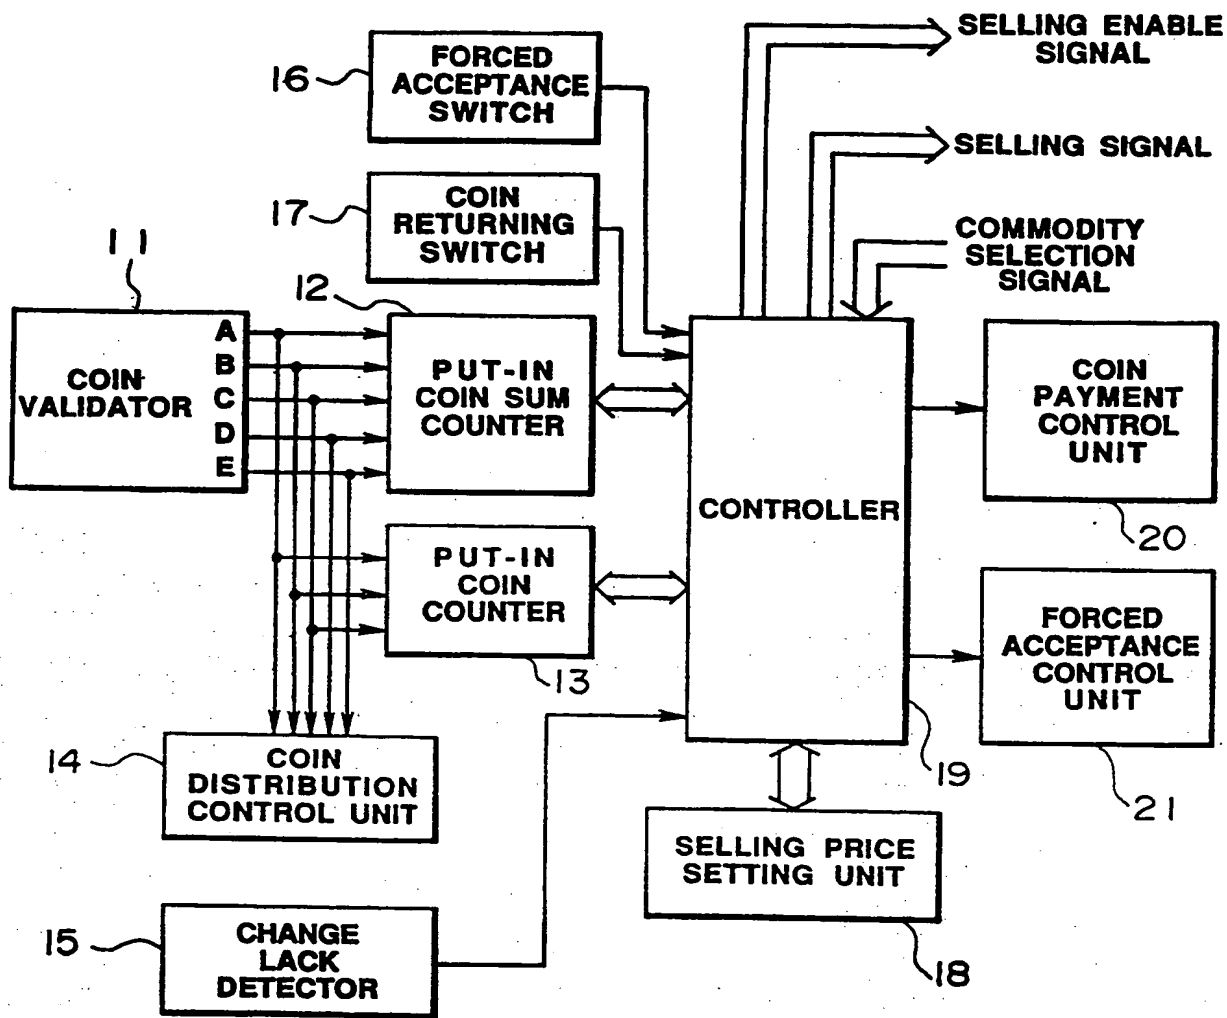 16
FORCED
ACCEPTANCE
SWITCH
SELLING ENABLE
SIGNAL
SELLING SIGNAL
17
COIN
RETURNING
SWITCH
COMMODITY
SELECTION
SIGNAL
11
COIN
VALIDATOR
A
B
C
D
E
12
PUT-IN
COIN SUM
COUNTER
CONTROLLER
COIN
PAYMENT
CONTROL
UNIT
20
PUT-IN
COIN
COUNTER
13
FORCED
ACCEPTANCE
CONTROL
UNIT
21
14
COIN
DISTRIBUTION
CONTROL UNIT
19
SELLING PRICE
SETTING UNIT
18
15
CHANGE
LACK
DETECTOR